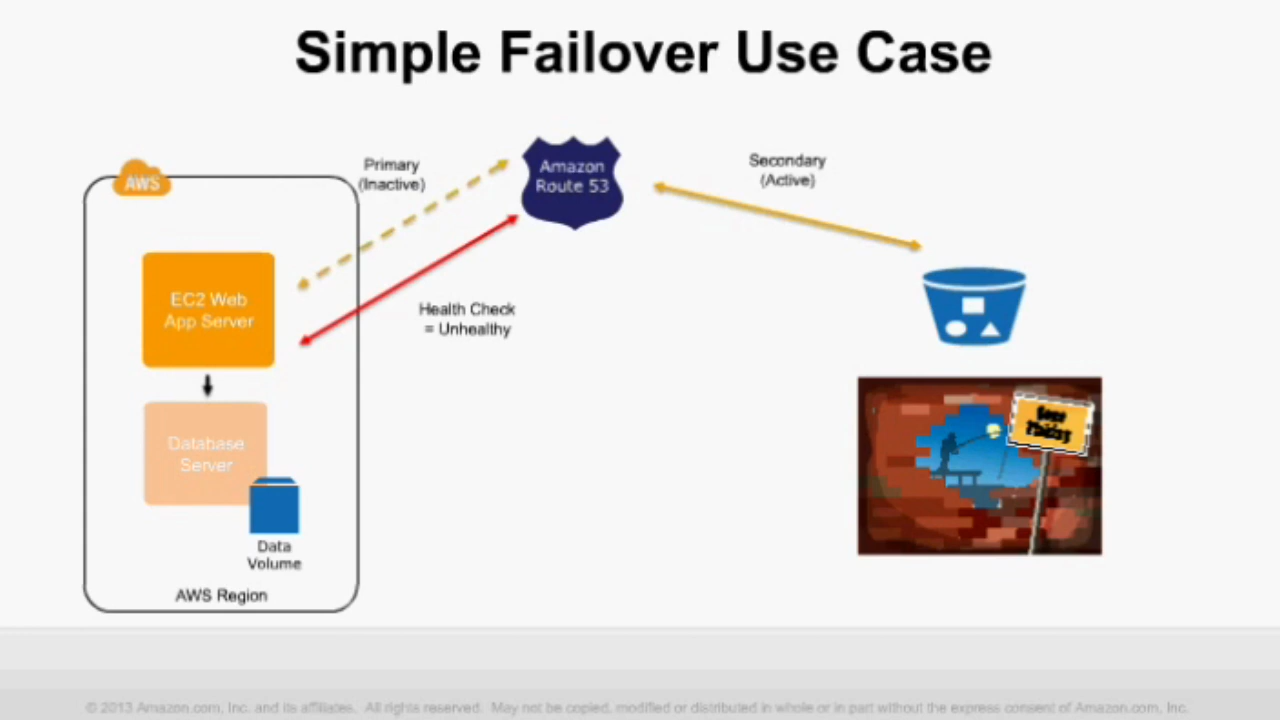 Simple Failover Use Case
AWS
Primary
(Inactive)
Amazon
Route 53
Secondary
(Active)
EC2 Web
App Server
Health Check
= Unhealthy
Database
Server
Data
Volume
AWS Region
Gone
Fishing
© 2013 Amazon.com, Inc. and its affiliates. All rights reserved. May not be copied, modified or distributed in whole or in part without the express consent of Amazon.com, Inc.